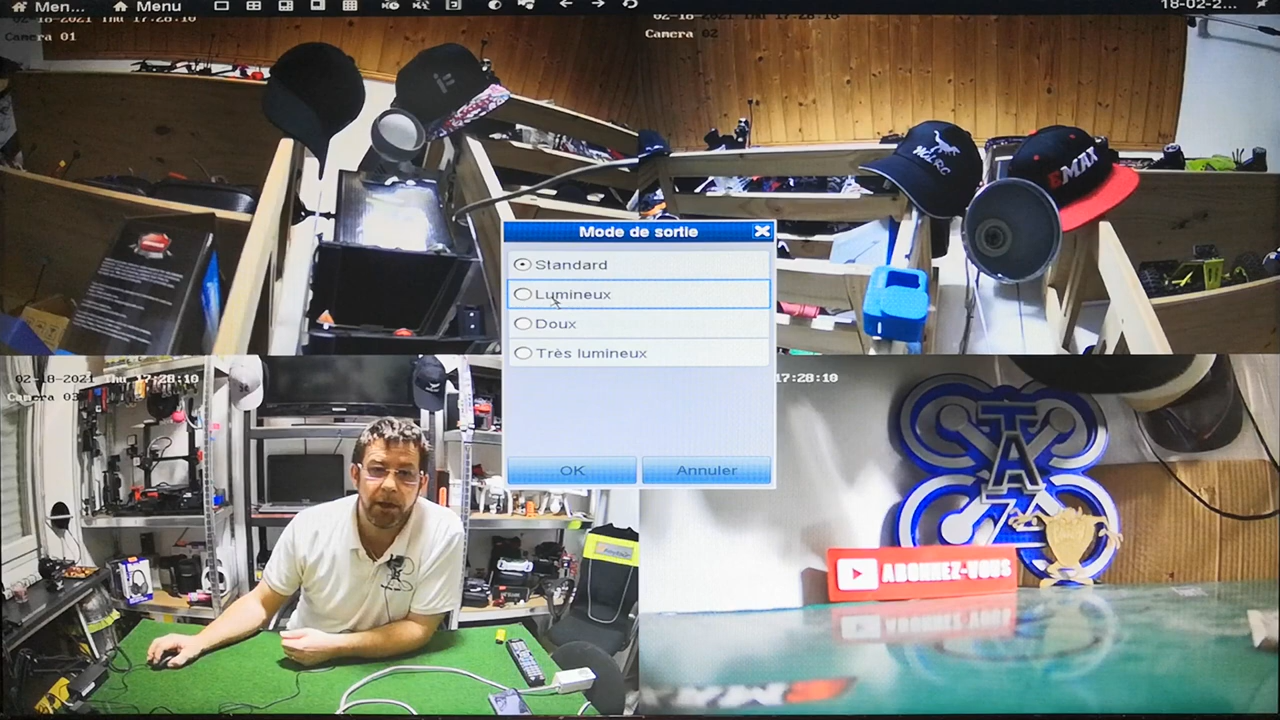 Men...
Menu
18-02-2...
02-18-2021 Thu 17:28:10
Camera 01
02-18-2021 Thu 17:28:10
Camera 02
WLRC
EMAX
Mode de sortie
Standard
Lumineux
Doux
Très lumineux
OK
Annuler
02-18-2021 Thu 17:28:10
Camera 03
17:28:10
TAZ
ABONNEZ-VOUS